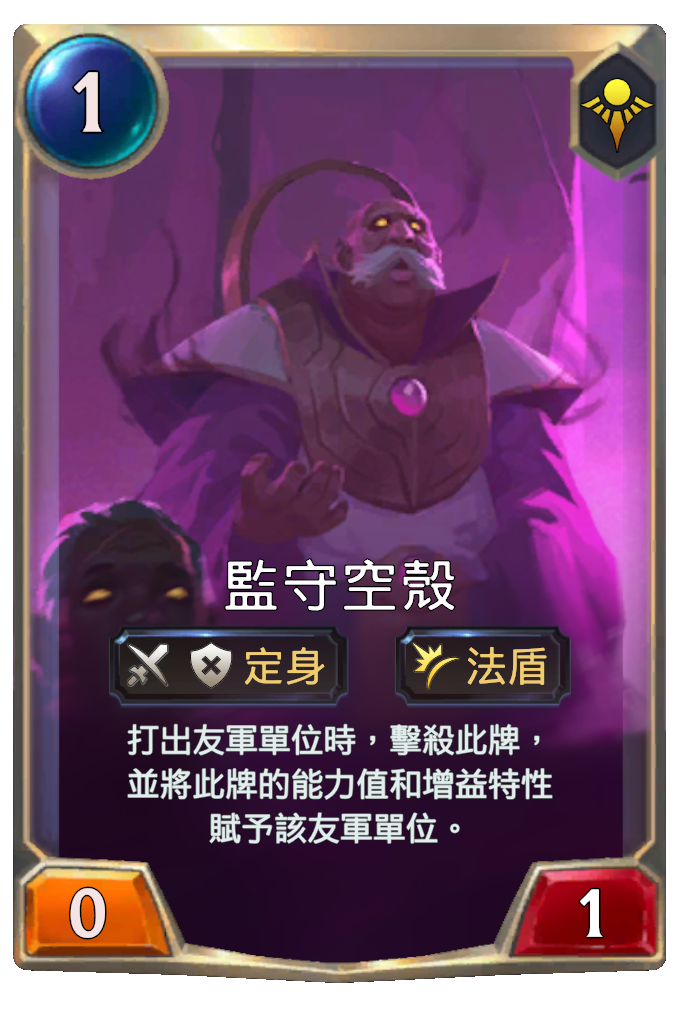 1
監守空殼
定身 法盾
打出友軍單位時，擊殺此牌，
並將此牌的能力值和增益特性
賦予該友軍單位。
0 1